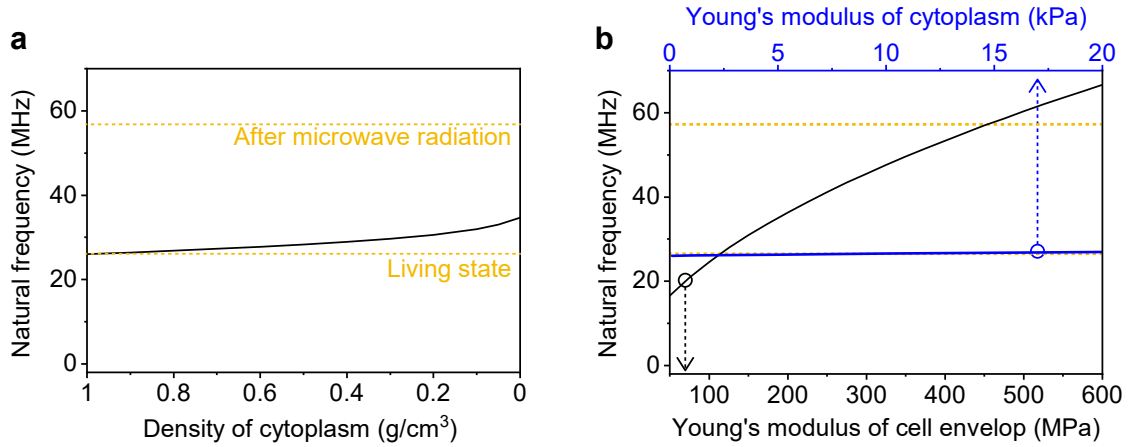 a
Natural frequency (MHz)
60
40
20
0
After microwave radiation
Living state
1 0.8 0.6 0.4 0.2 0
Density of cytoplasm (g/cm³)
b
Young's modulus of cytoplasm (kPa)
0 5 10 15 20
Natural frequency (MHz)
60
40
20
0
100 200 300 400 500 600
Young's modulus of cell envelop (MPa)